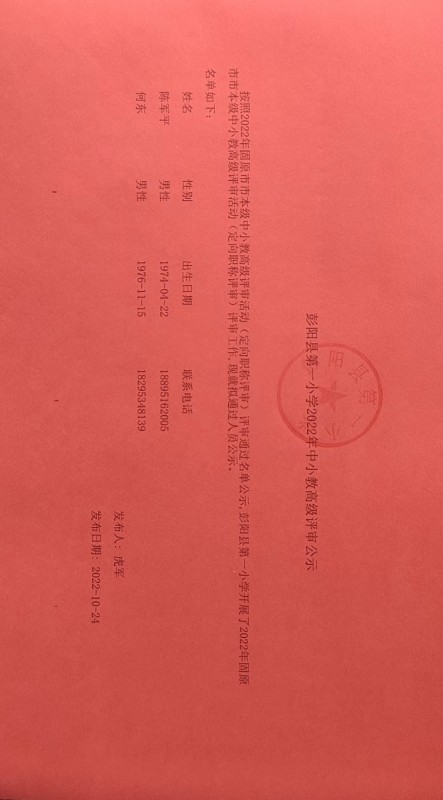 彭阳县第一小学2022年中小教高级评审公示
按照2022年固原市市本级中小教高级评审活动（定向职称评审）评审通过名单公示,彭阳县第一小学开展了2022年固原
市市本级中小教高级评审活动（定向职称评审）评审工作,现就拟通过人员公示。
名单如下：
姓名 性别 出生日期 联系电话
陈军平 男性 1974-04-22 18895162005
何东 男性 1976-11-15 18295348139
发布人：虎军
发布日期：2022-10-24